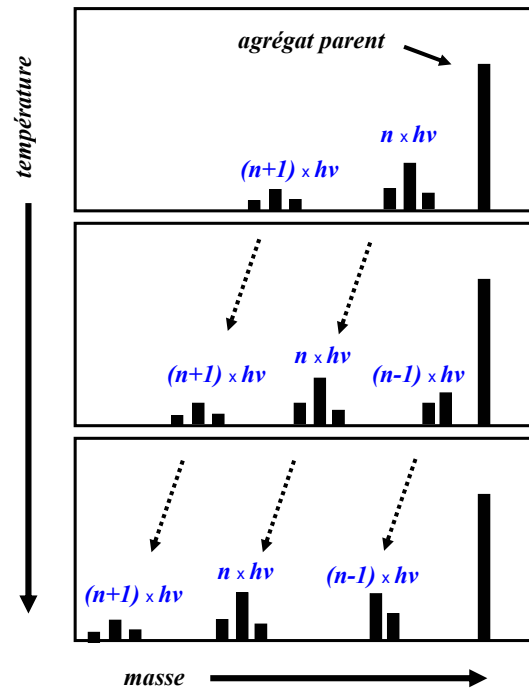 agrégat parent
température
n x hν
(n+1) x hν
n x hν
(n+1) x hν
(n-1) x hν
n x hν
(n-1) x hν
(n+1) x hν
masse